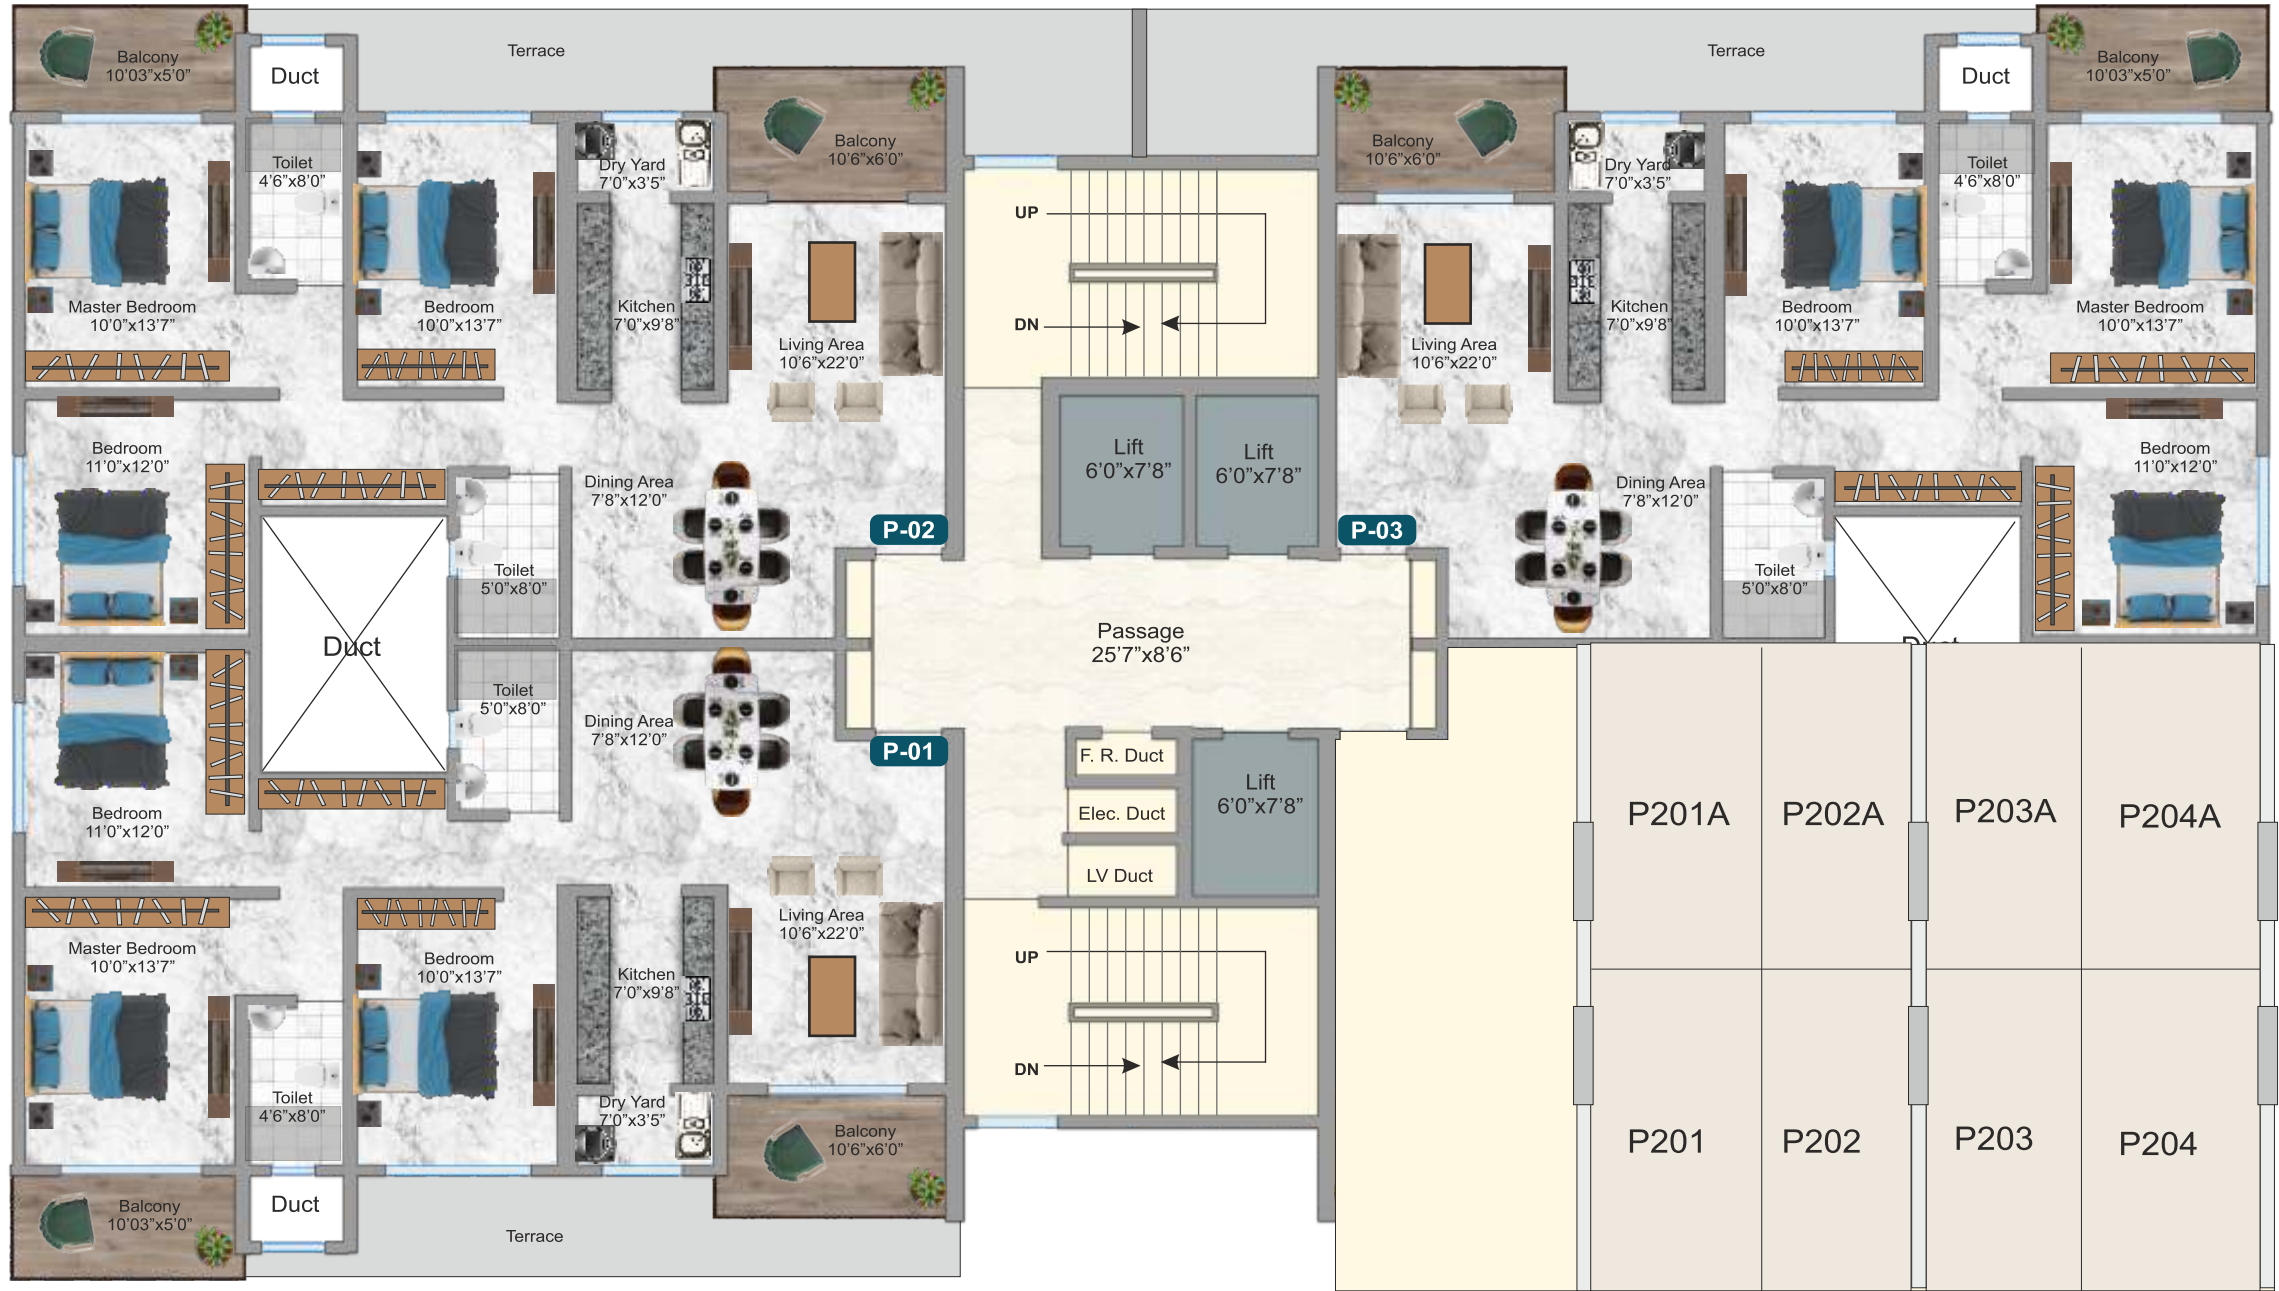 Terrace
Terrace
Balcony
10'03"x5'0"
Duct
Duct
Balcony
10'03"x5'0"
Balcony
10'6"x6'0"
Balcony
10'6"x6'0"
Toilet
4'6"x8'0"
Dry Yard
7'0"x3'5"
Dry Yard
7'0"x3'5"
Toilet
4'6"x8'0"
UP
DN
Master Bedroom
10'0"x13'7"
Bedroom
10'0"x13'7"
Kitchen
7'0"x9'8"
Living Area
10'6"x22'0"
Living Area
10'6"x22'0"
Kitchen
7'0"x9'8"
Bedroom
10'0"x13'7"
Master Bedroom
10'0"x13'7"
Bedroom
11'0"x12'0"
Lift
6'0"x7'8"
Lift
6'0"x7'8"
Bedroom
11'0"x12'0"
Dining Area
7'8"x12'0"
Dining Area
7'8"x12'0"
P-02
P-03
Toilet
5'0"x8'0"
Toilet
5'0"x8'0"
Duct
Passage
25'7"x8'6"
Duct
Toilet
5'0"x8'0"
Dining Area
7'8"x12'0"
P-01
F. R. Duct
Lift
6'0"x7'8"
Elec. Duct
LV Duct
Bedroom
11'0"x12'0"
P201A
P202A
P203A
P204A
Master Bedroom
10'0"x13'7"
Bedroom
10'0"x13'7"
Kitchen
7'0"x9'8"
Living Area
10'6"x22'0"
UP
DN
Toilet
4'6"x8'0"
Dry Yard
7'0"x3'5"
Balcony
10'6"x6'0"
P201
P202
P203
P204
Balcony
10'03"x5'0"
Duct
Terrace